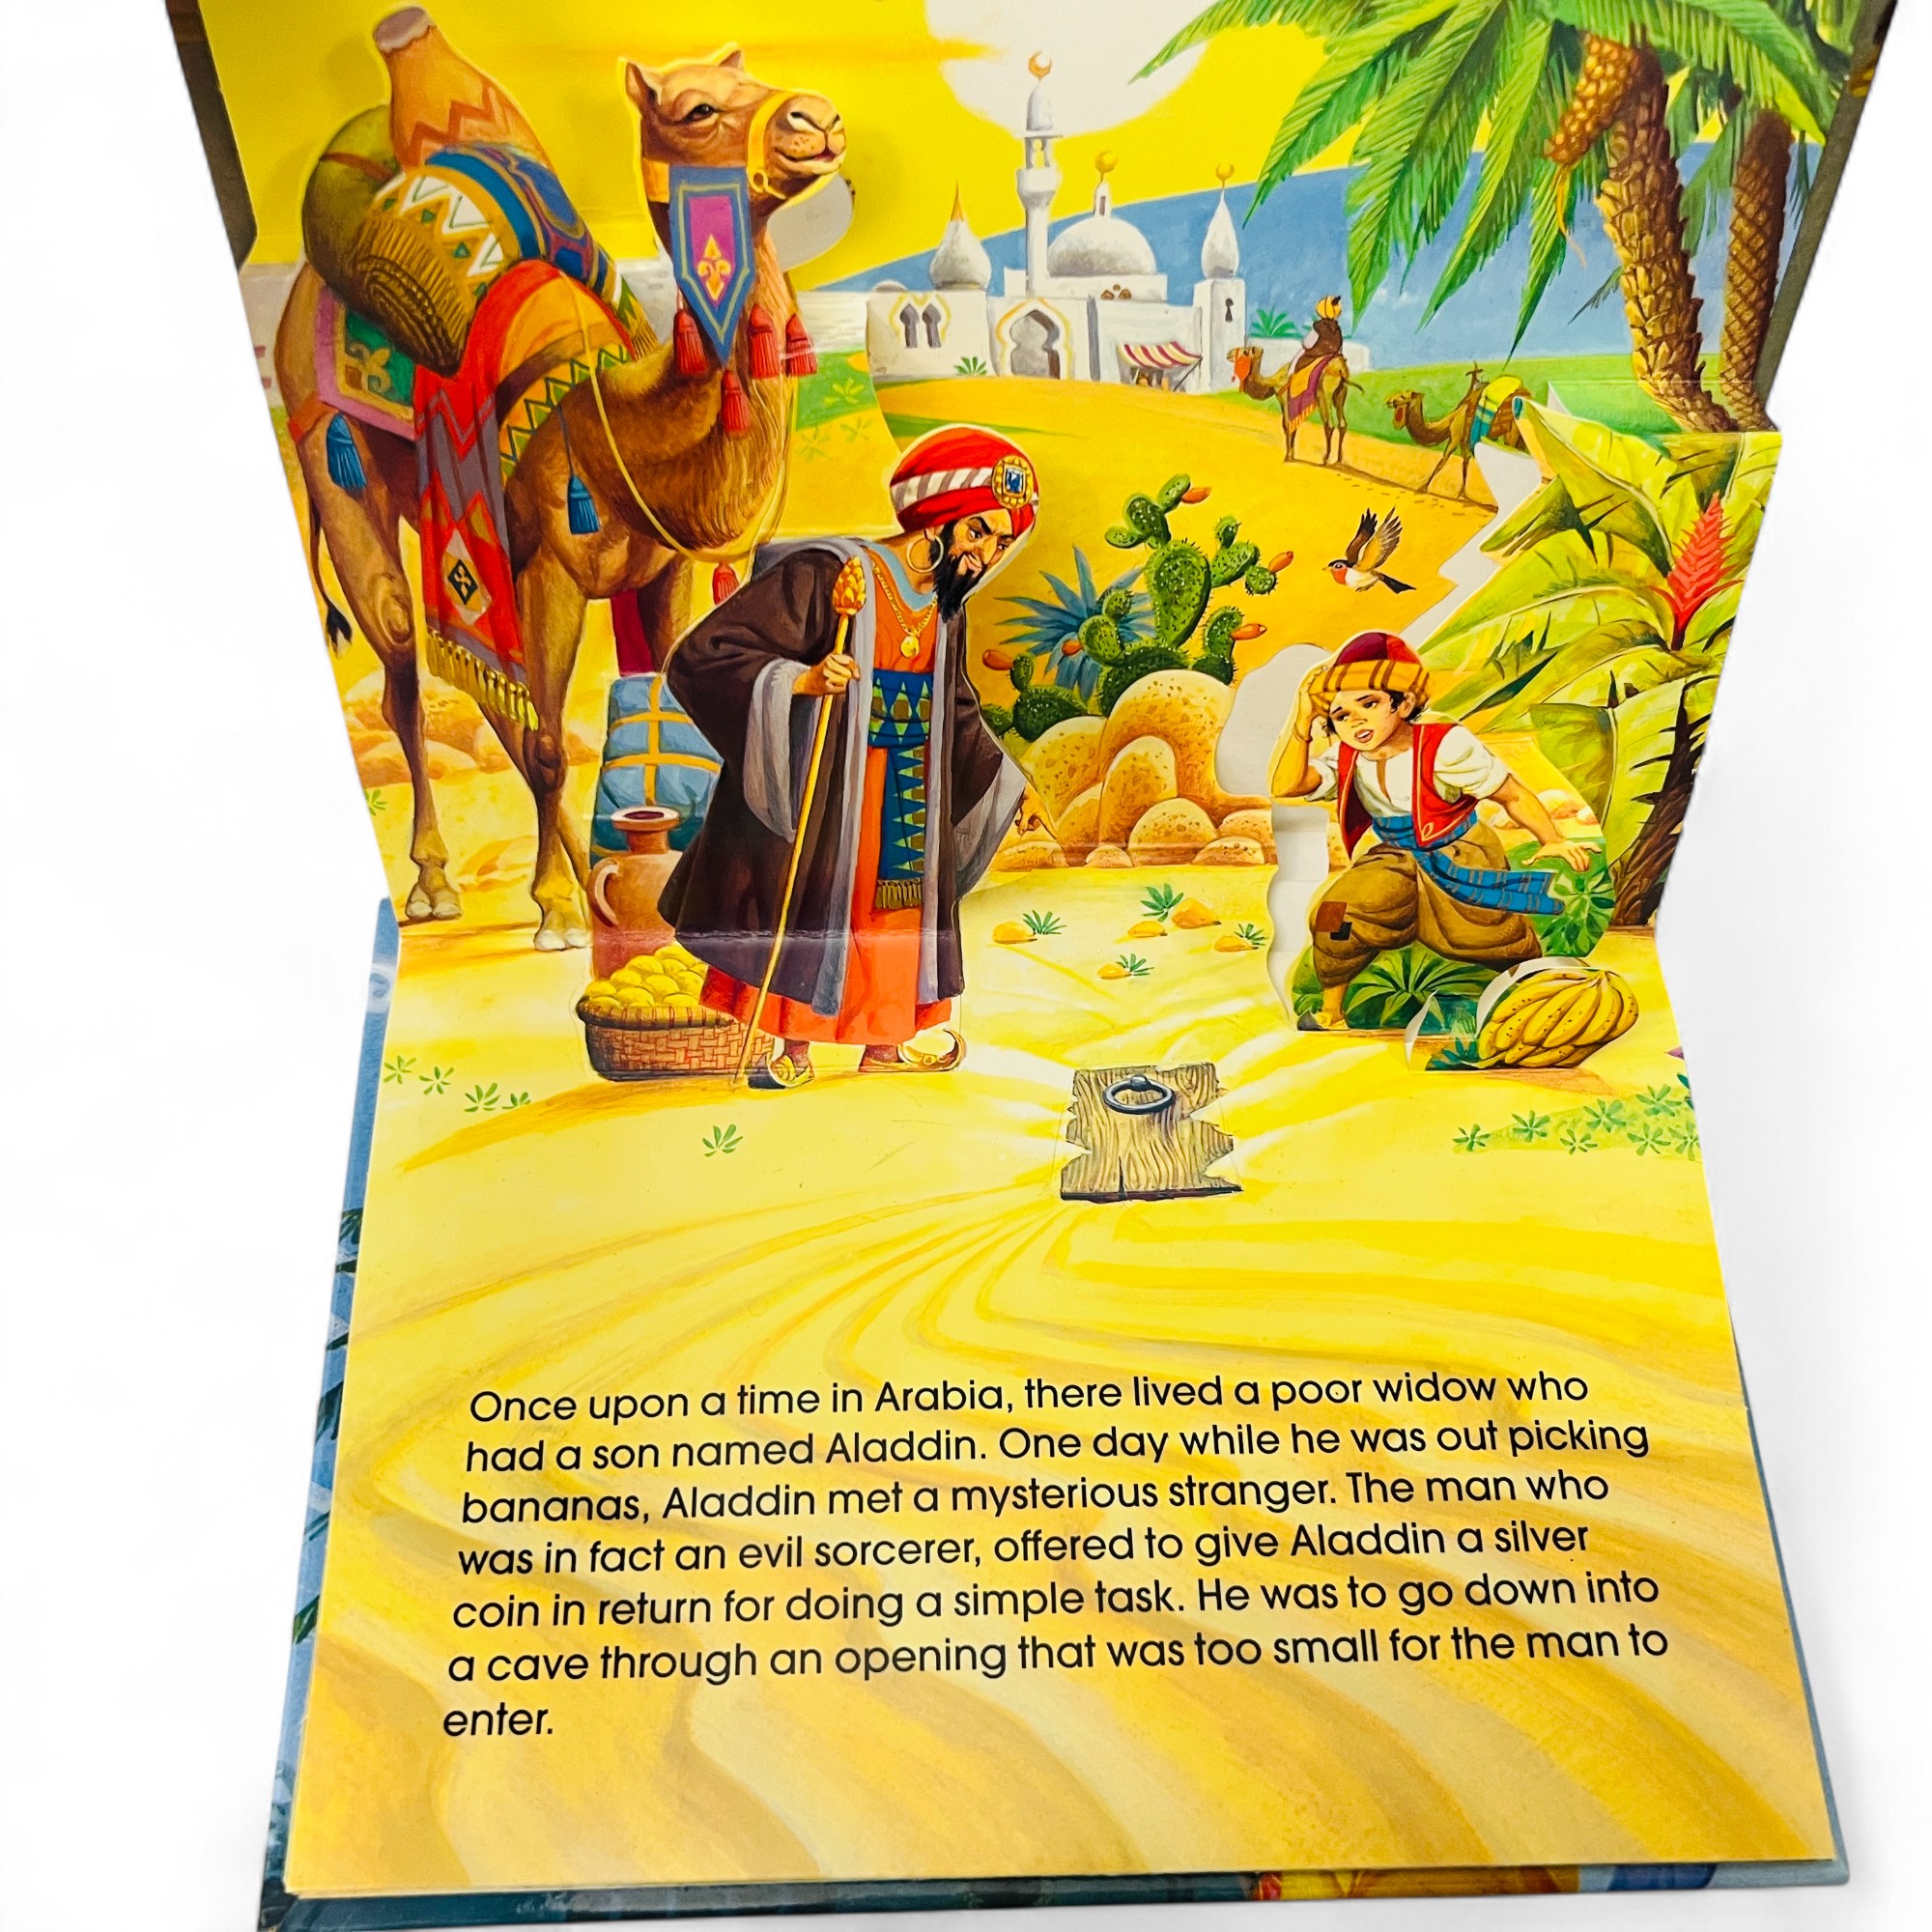 Once upon a time in Arabia, there lived a poor widow who
had a son named Aladdin. One day while he was out picking
bananas, Aladdin met a mysterious stranger. The man who
was in fact an evil sorcerer, offered to give Aladdin a silver
coin in return for doing a simple task. He was to go down into
a cave through an opening that was too small for the man to
enter.